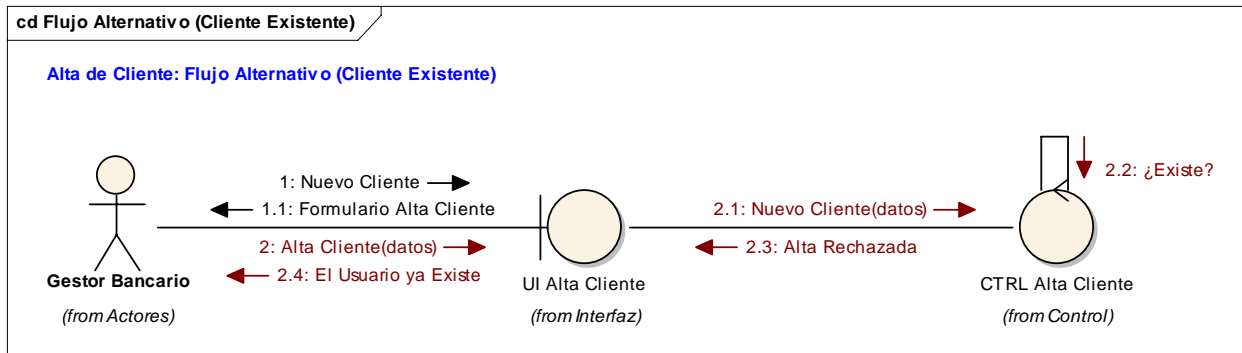 cd Flujo Alternativo (Cliente Existente)
Alta de Cliente: Flujo Alternativo (Cliente Existente)
1: Nuevo Cliente
1.1: Formulario Alta Cliente
2: Alta Cliente(datos)
2.4: El Usuario ya Existe
2.1: Nuevo Cliente(datos)
2.3: Alta Rechazada
2.2: ¿Existe?
Gestor Bancario
(from Actores)
UI Alta Cliente
(from Interfaz)
CTRL Alta Cliente
(from Control)